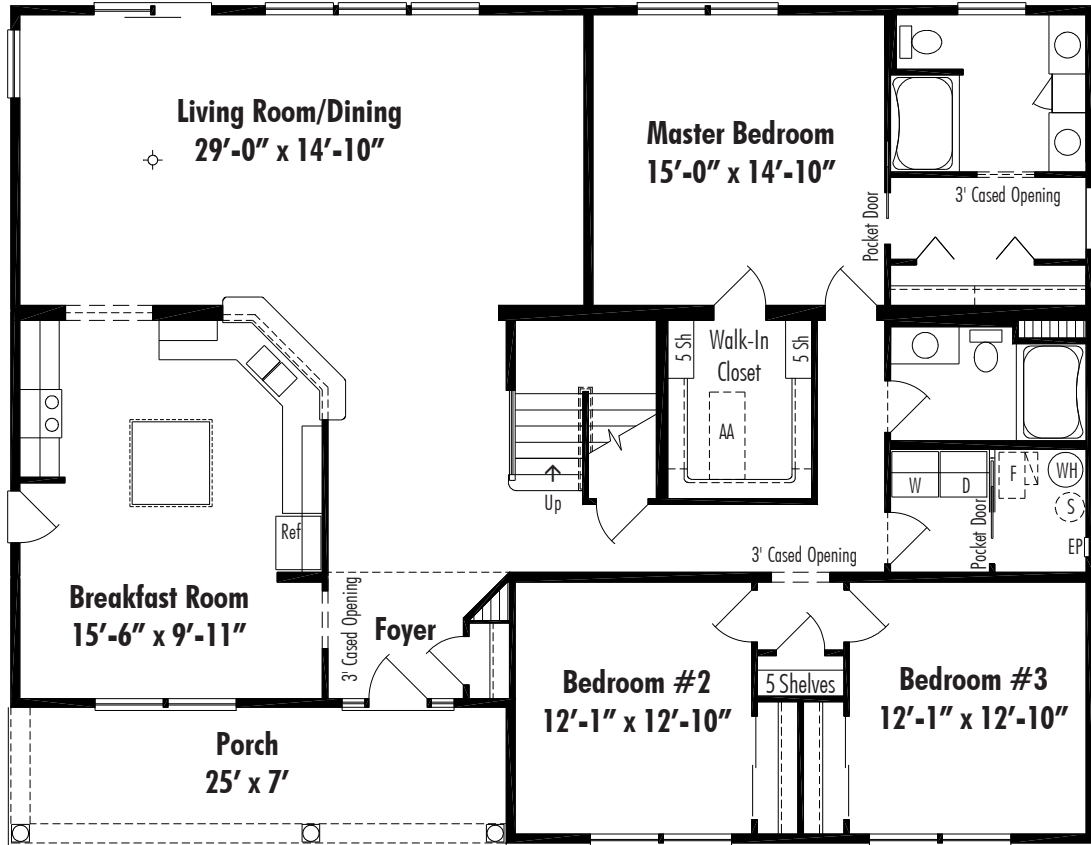 Living Room/Dining
29'-0" x 14'-10"
Master Bedroom
15'-0" x 14'-10"
Pocket Door
3' Cased Opening
5 Sh
Walk-In
Closet
5 Sh
AA
Up
W
D
Pocket Door
F
WH
S
EP
Ref
3' Cased Opening
Breakfast Room
15'-6" x 9'-11"
3' Cased Opening
Foyer
Bedroom #2
12'-1" x 12'-10"
5 Shelves
Bedroom #3
12'-1" x 12'-10"
Porch
25' x 7'